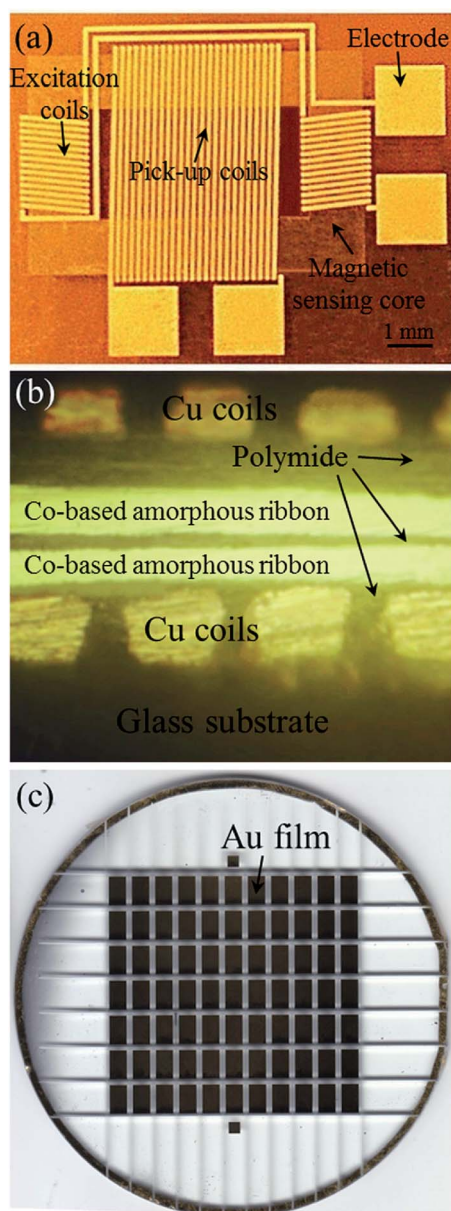 (a)
Electrode
Excitation
coils
Pick-up coils
Magnetic
sensing core
1 mm
(b)
Cu coils
Polymide
Co-based amorphous ribbon
Co-based amorphous ribbon
Cu coils
Glass substrate
(c)
Au film